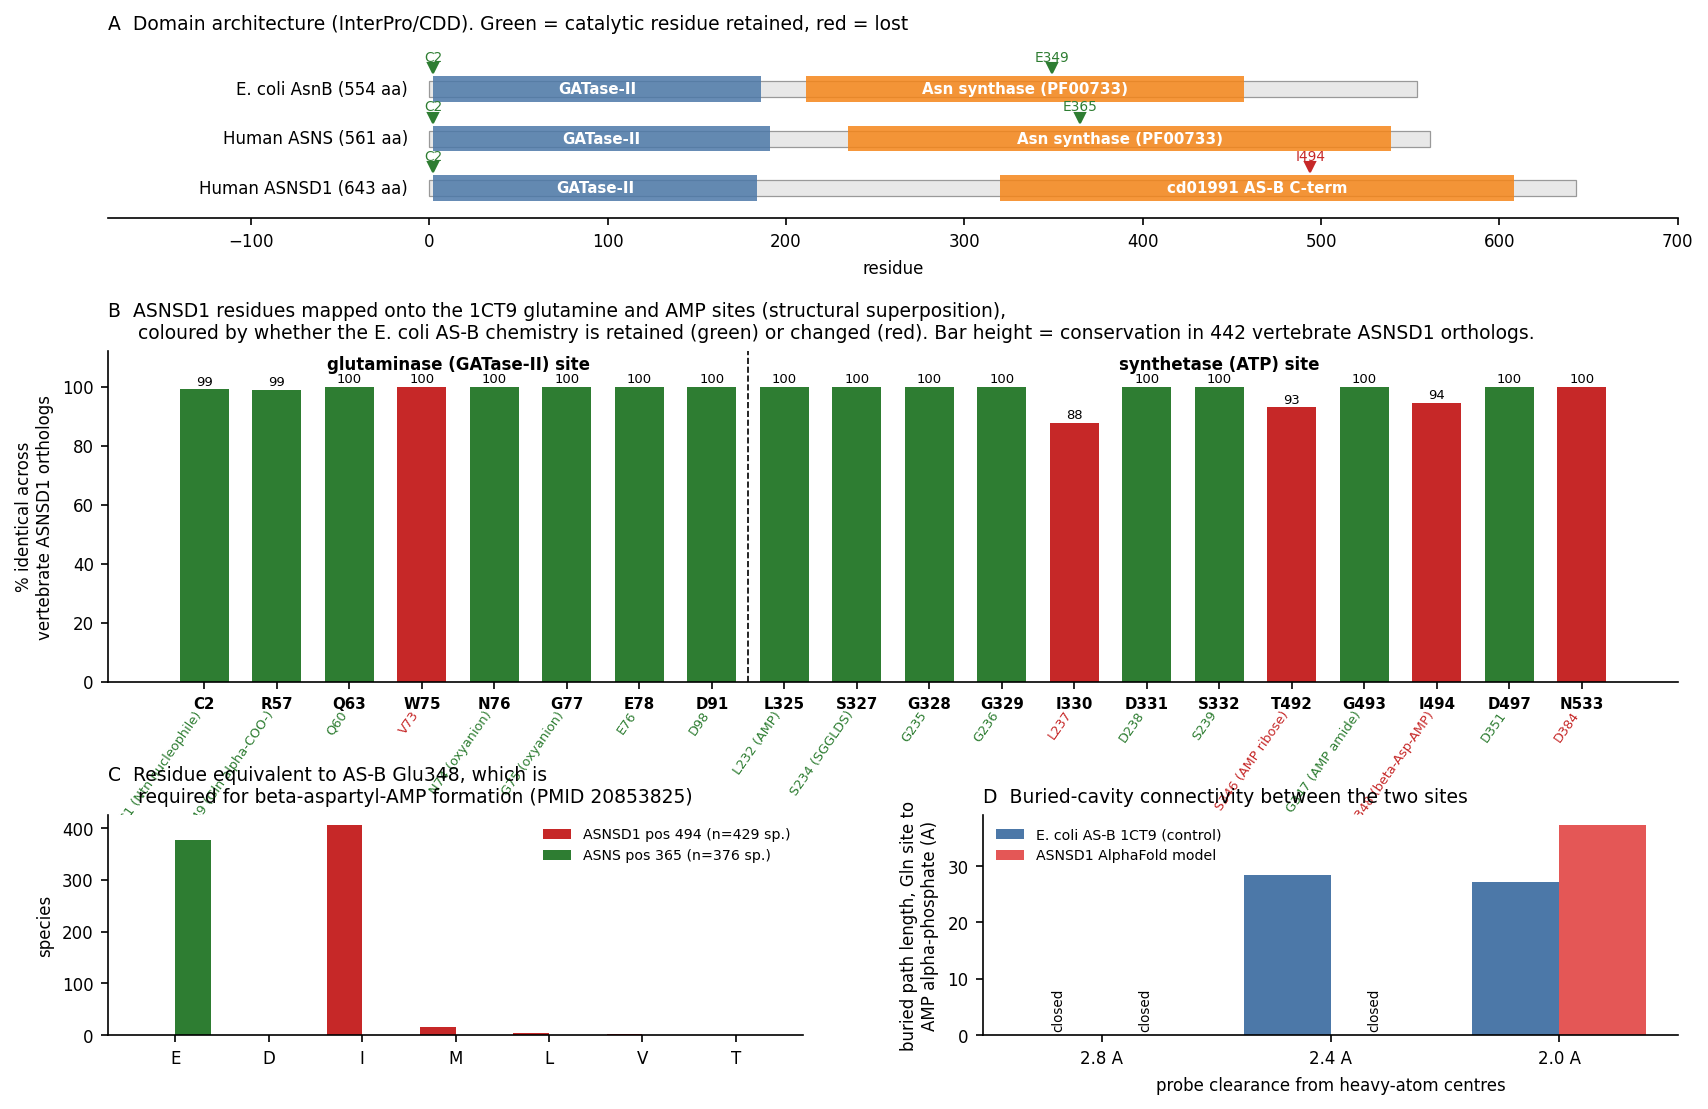 A  Domain architecture (InterPro/CDD). Green = catalytic residue retained, red = lost
C2
E349
E. coli AsnB (554 aa)
GATase-II
Asn synthase (PF00733)
C2
E365
Human ASNS (561 aa)
GATase-II
Asn synthase (PF00733)
C2
I494
Human ASNSD1 (643 aa)
GATase-II
cd01991 AS-B C-term
−100
0
100
200
300
400
500
600
700
residue
B  ASNSD1 residues mapped onto the 1CT9 glutamine and AMP sites (structural superposition),
coloured by whether the E. coli AS-B chemistry is retained (green) or changed (red). Bar height = conservation in 442 vertebrate ASNSD1 orthologs.
glutaminase (GATase-II) site
synthetase (ATP) site
99
99
100
100
100
100
100
100
100
100
100
100
88
100
100
93
100
94
100
100
100
80
60
40
20
0
% identical across
vertebrate ASNSD1 orthologs
C2
R57
Q63
W75
N76
G77
E78
D91
L325
S327
G328
G329
I330
D331
S332
T492
G493
I494
D497
N533
(Ntn nucleophile)
alpha-COO-)
Q60
V73
(oxyanion)
(oxyanion)
E76
D98
L232 (AMP)
S234 (SGGLDS)
G235
G236
L237
D238
S239
S346 (AMP ribose)
G347 (AMP amide)
(beta-Asp-AMP)
D351
D384
C  Residue equivalent to AS-B Glu348, which is
required for beta-aspartyl-AMP formation (PMID 20853825)
ASNSD1 pos 494 (n=429 sp.)
ASNS pos 365 (n=376 sp.)
400
300
200
100
0
species
E
D
I
M
L
V
T
D  Buried-cavity connectivity between the two sites
E. coli AS-B 1CT9 (control)
ASNSD1 AlphaFold model
30
20
10
0
buried path length, Gln site to
AMP alpha-phosphate (A)
closed
closed
closed
2.8 A
2.4 A
2.0 A
probe clearance from heavy-atom centres